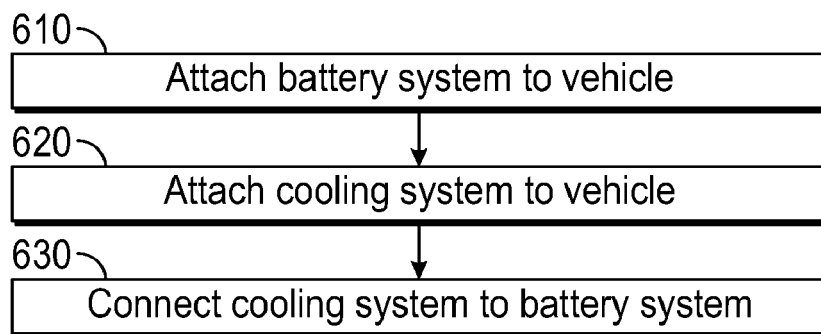 610
Attach battery system to vehicle
620
Attach cooling system to vehicle
630
Connect cooling system to battery system